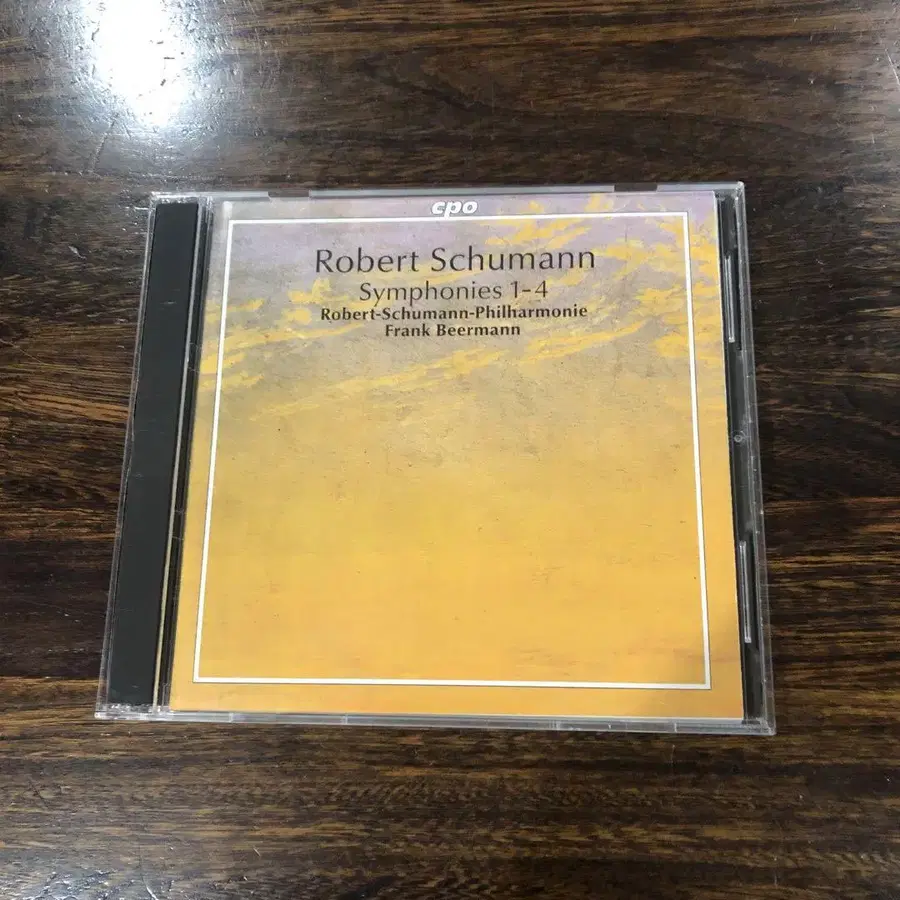 cpo
Robert Schumann
Symphonies 1-4
Robert-Schumann-Philharmonie
Frank Beermann